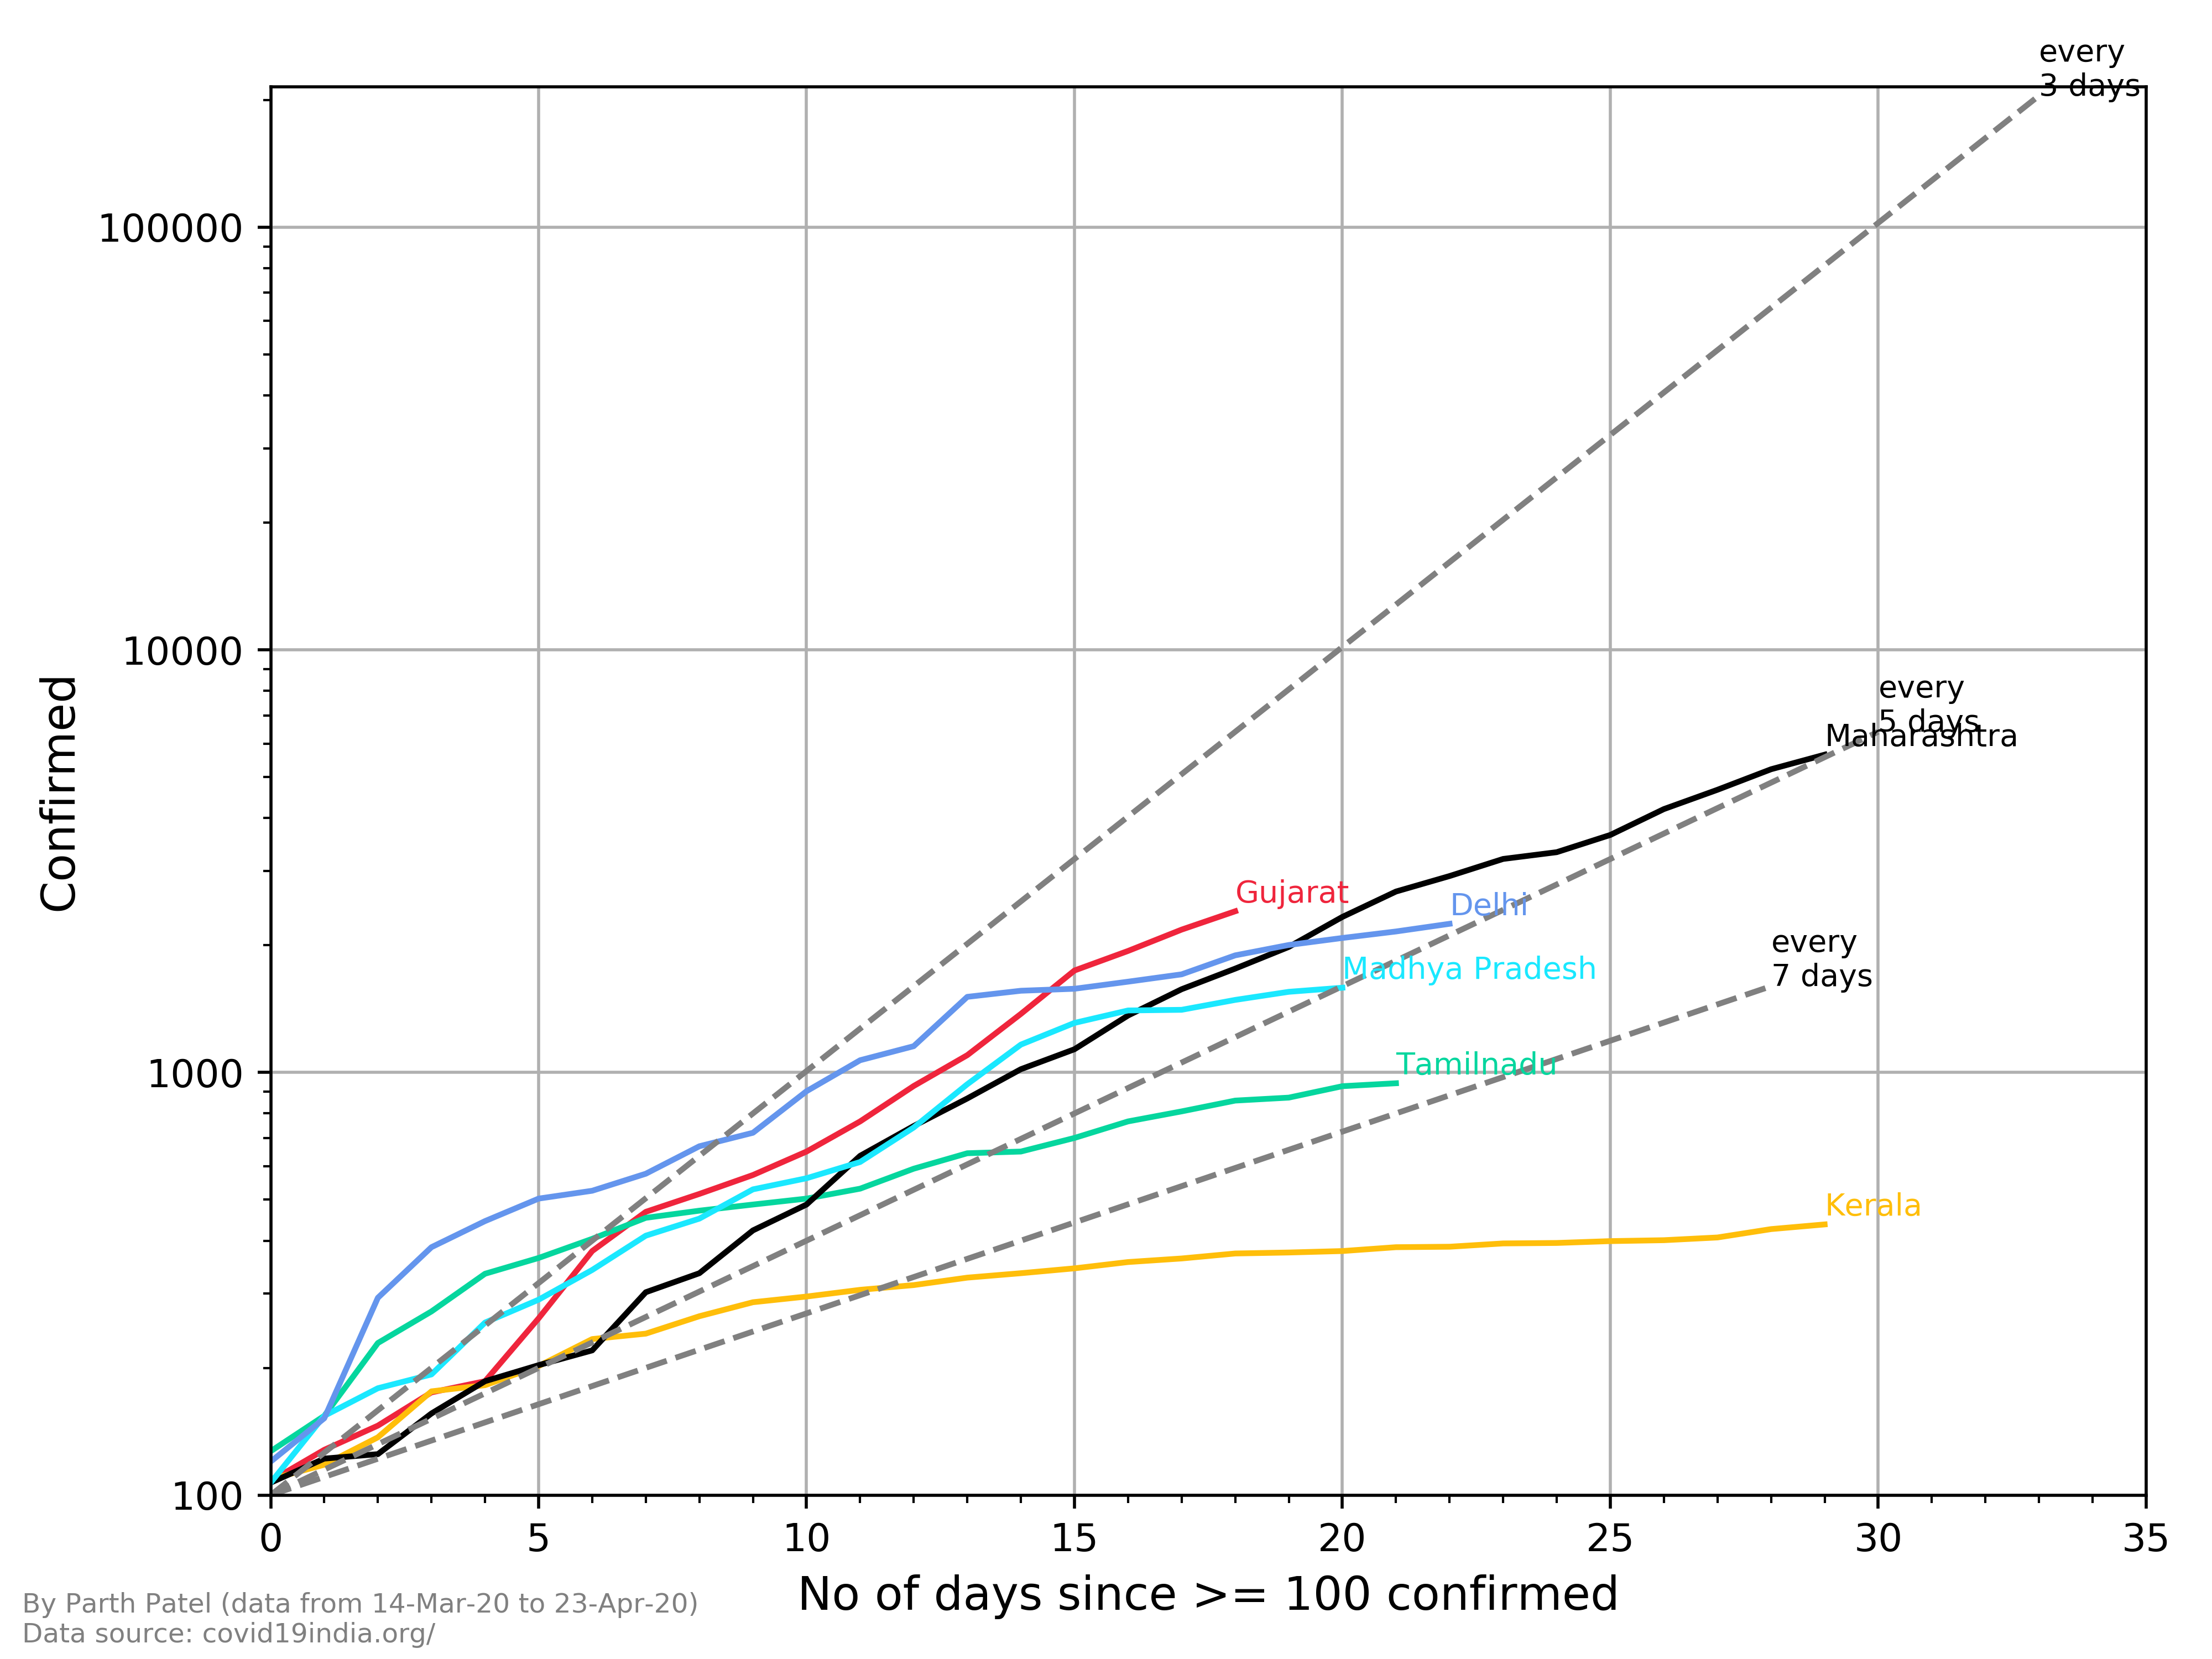 every
3 days
100000
10000
1000
100
Confirmed
every
5 days
Maharashtra
Gujarat
Delhi
every
7 days
Madhya Pradesh
Tamilnadu
Kerala
0 5 10 15 20 25 30 35
No of days since >= 100 confirmed
By Parth Patel (data from 14-Mar-20 to 23-Apr-20)
Data source: covid19india.org/